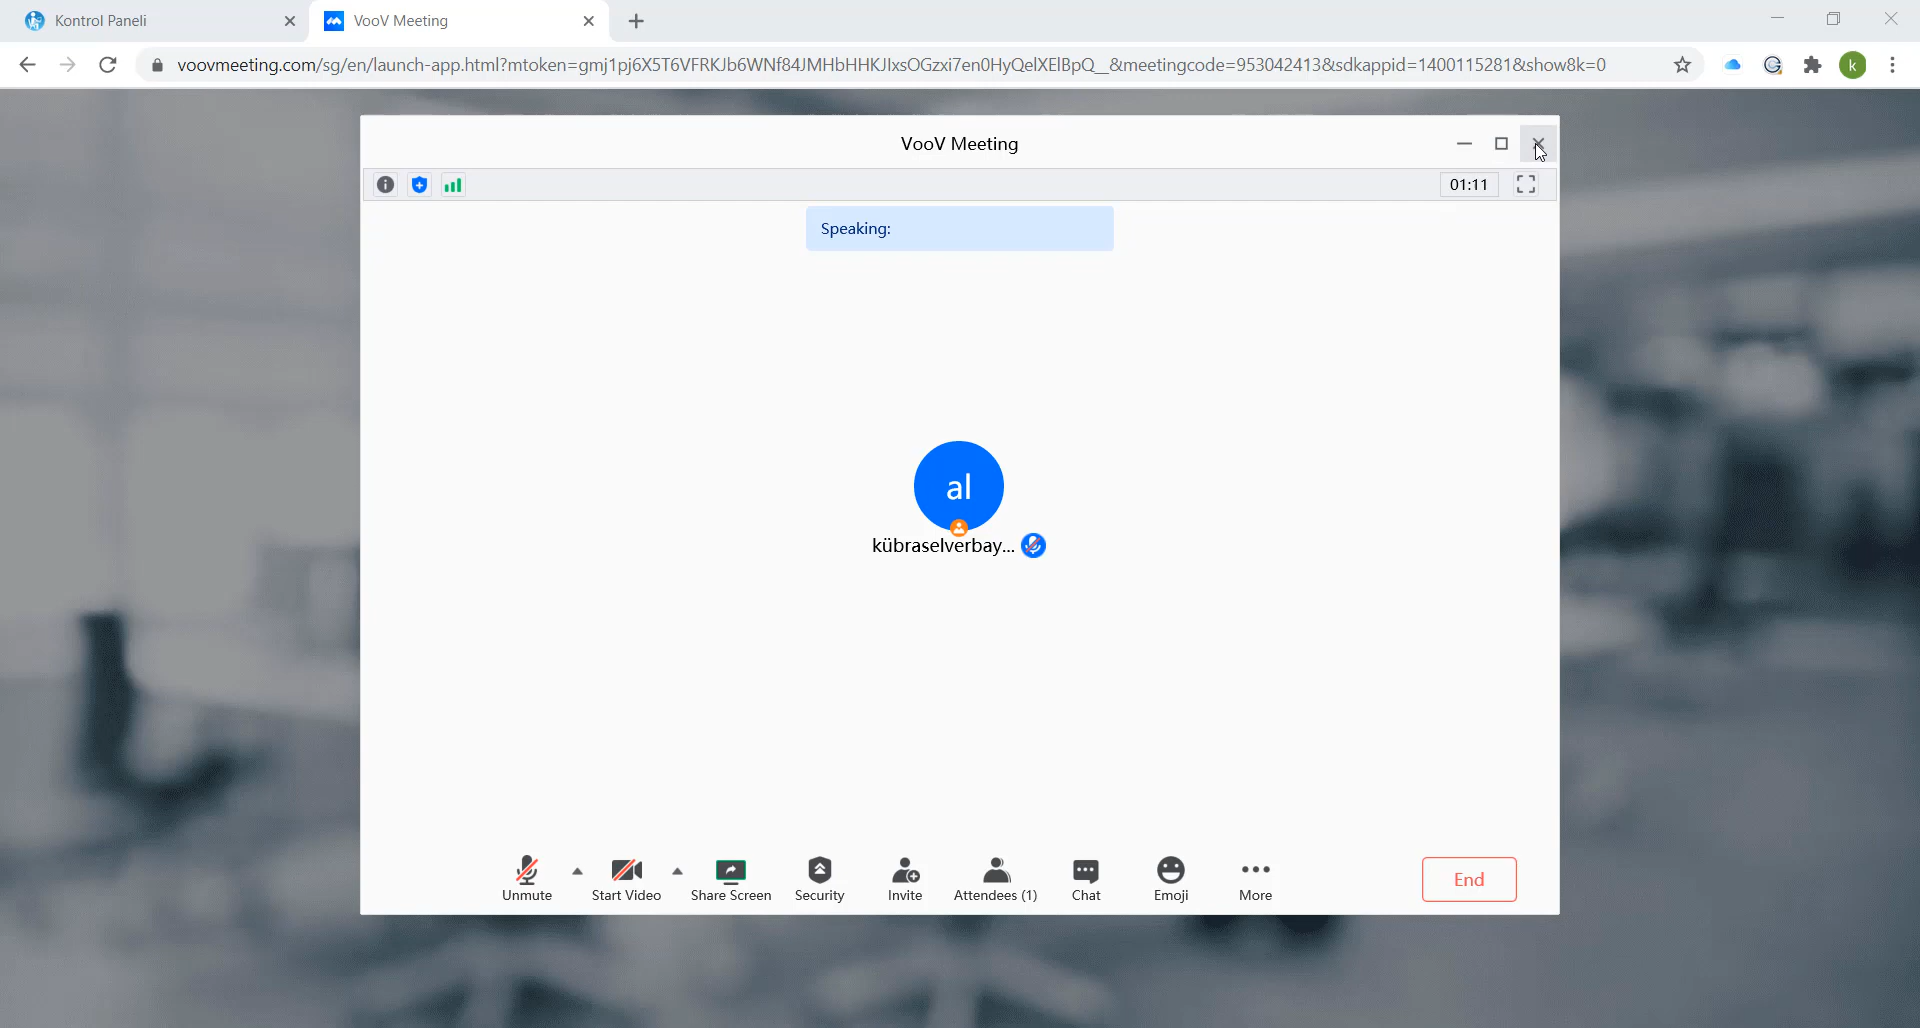 Kontrol Paneli
VooV Meeting
voovmeeting.com/sg/en/launch-app.html?mtoken=gmj1pj6X5T6VFRKJb6WNf84JMHbHHKJIxsOGzxi7en0HyQelXElBpQ__&meetingcode=953042413&sdkappid=1400115281&show8k=0
k
VooV Meeting
01:11
Speaking:
al
kübraselverbay...
Unmute
Start Video
Share Screen
Security
Invite
Attendees (1)
Chat
Emoji
More
End